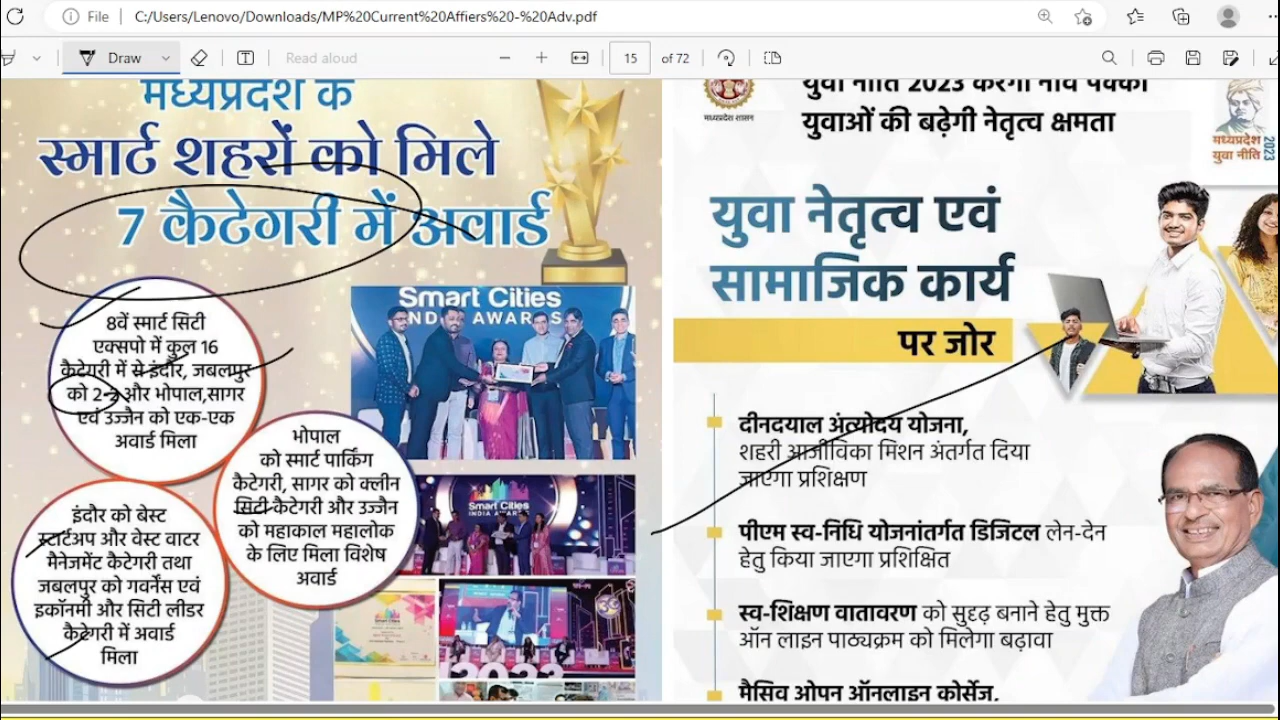 File
C:/Users/Lenovo/Downloads/MP%20Current%20Affiers%20-%20Adv.pdf
Draw
Read aloud
15 of 72
मध्यप्रदेश के
स्मार्ट शहरों को मिले
7 कैटेगरी में अवार्ड
8वें स्मार्ट सिटी
एक्सपो में कुल 16
कैटेगरी में से इंदौर, जबलपुर
को 2-2 और भोपाल,सागर
एवं उज्जैन को एक-एक
अवार्ड मिला
भोपाल
को स्मार्ट पार्किंग
कैटेगरी, सागर को क्लीन
सिटी कैटेगरी और उज्जैन
को महाकाल महालोक
के लिए मिला विशेष
अवार्ड
इंदौर को बेस्ट
स्टार्टअप और वेस्ट वाटर
मैनेजमेंट कैटेगरी तथा
जबलपुर को गवर्नेंस एवं
इकॉनमी और सिटी लीडर
कैटेगरी में अवार्ड
मिला
Smart Cities
INDIA AWARDS
Smart Cities
INDIA AWARDS
2023
मध्यप्रदेश शासन
युवा नीति 2023 करेगी नींव पक्की
युवाओं की बढ़ेगी नेतृत्व क्षमता
मध्यप्रदेश
युवा नीति
2023
युवा नेतृत्व एवं
सामाजिक कार्य
पर जोर
दीनदयाल अंत्योदय योजना,
शहरी आजीविका मिशन अंतर्गत दिया
जाएगा प्रशिक्षण
पीएम स्व-निधि योजनांतर्गत डिजिटल लेन-देन
हेतु किया जाएगा प्रशिक्षित
स्व-शिक्षण वातावरण को सुदृढ़ बनाने हेतु मुक्त
ऑन लाइन पाठ्यक्रम को मिलेगा बढ़ावा
मैसिव ओपन ऑनलाइन कोर्सेज,